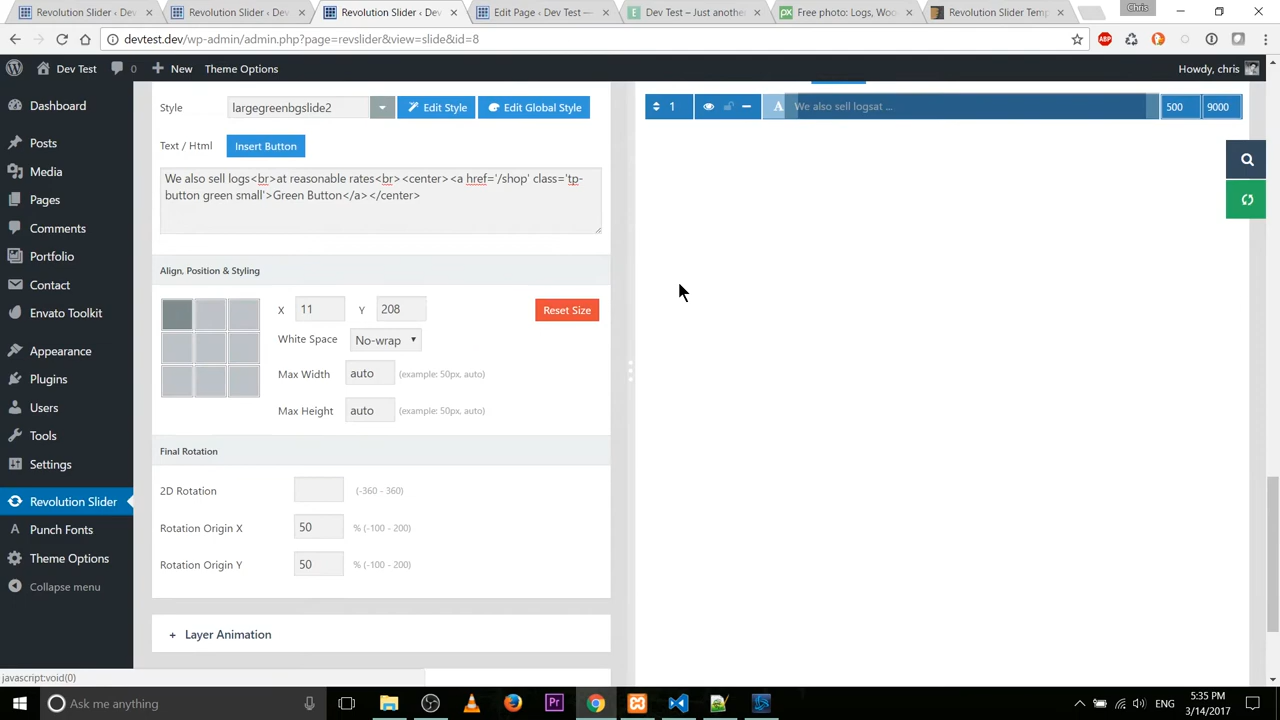 Chris
Revolution Slider ‹ Dev
Revolution Slider ‹ Dev
Revolution Slider ‹ Dev T
Edit Page ‹ Dev Test —
Dev Test – Just anothe
Free photo: Logs, Woo
Revolution Slider Temp
devtest.dev/wp-admin/admin.php?page=revslider&view=slide&id=8
ABP
Dev Test
0
New
Theme Options
Howdy, chris
Dashboard
Posts
Media
Pages
Comments
Portfolio
Contact
Envato Toolkit
Appearance
Plugins
Users
Tools
Settings
Revolution Slider
Punch Fonts
Theme Options
Collapse menu
Style
largegreenbgslide2
Edit Style
Edit Global Style
Text / Html
Insert Button
We also sell logs<br>at reasonable rates<br><center><a href='/shop' class='tp-
button green small'>Green Button</a></center>
Align, Position & Styling
X
11
Y
208
Reset Size
White Space
No-wrap
Max Width
auto
(example: 50px, auto)
Max Height
auto
(example: 50px, auto)
Final Rotation
2D Rotation
(-360 - 360)
Rotation Origin X
50
% (-100 - 200)
Rotation Origin Y
50
% (-100 - 200)
+ Layer Animation
1
A
We also sell logsat ...
500
9000
javascript:void(0)
Ask me anything
Pr
ENG
5:35 PM
3/14/2017